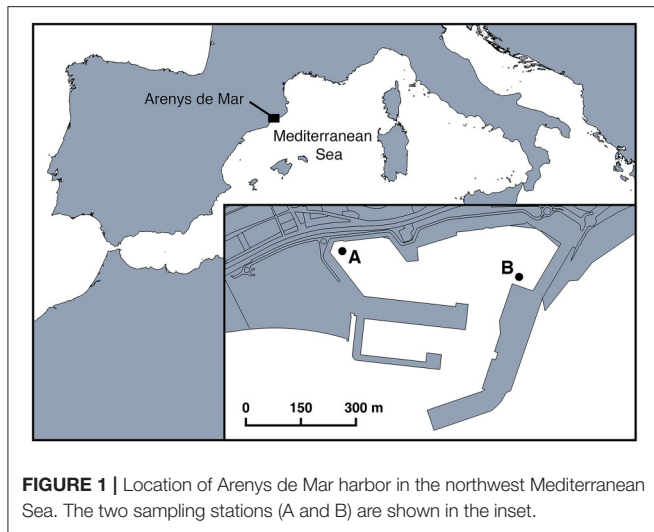 Arenys de Mar
Mediterranean
Sea
A
B
0 150 300 m
FIGURE 1 | Location of Arenys de Mar harbor in the northwest Mediterranean
Sea. The two sampling stations (A and B) are shown in the inset.